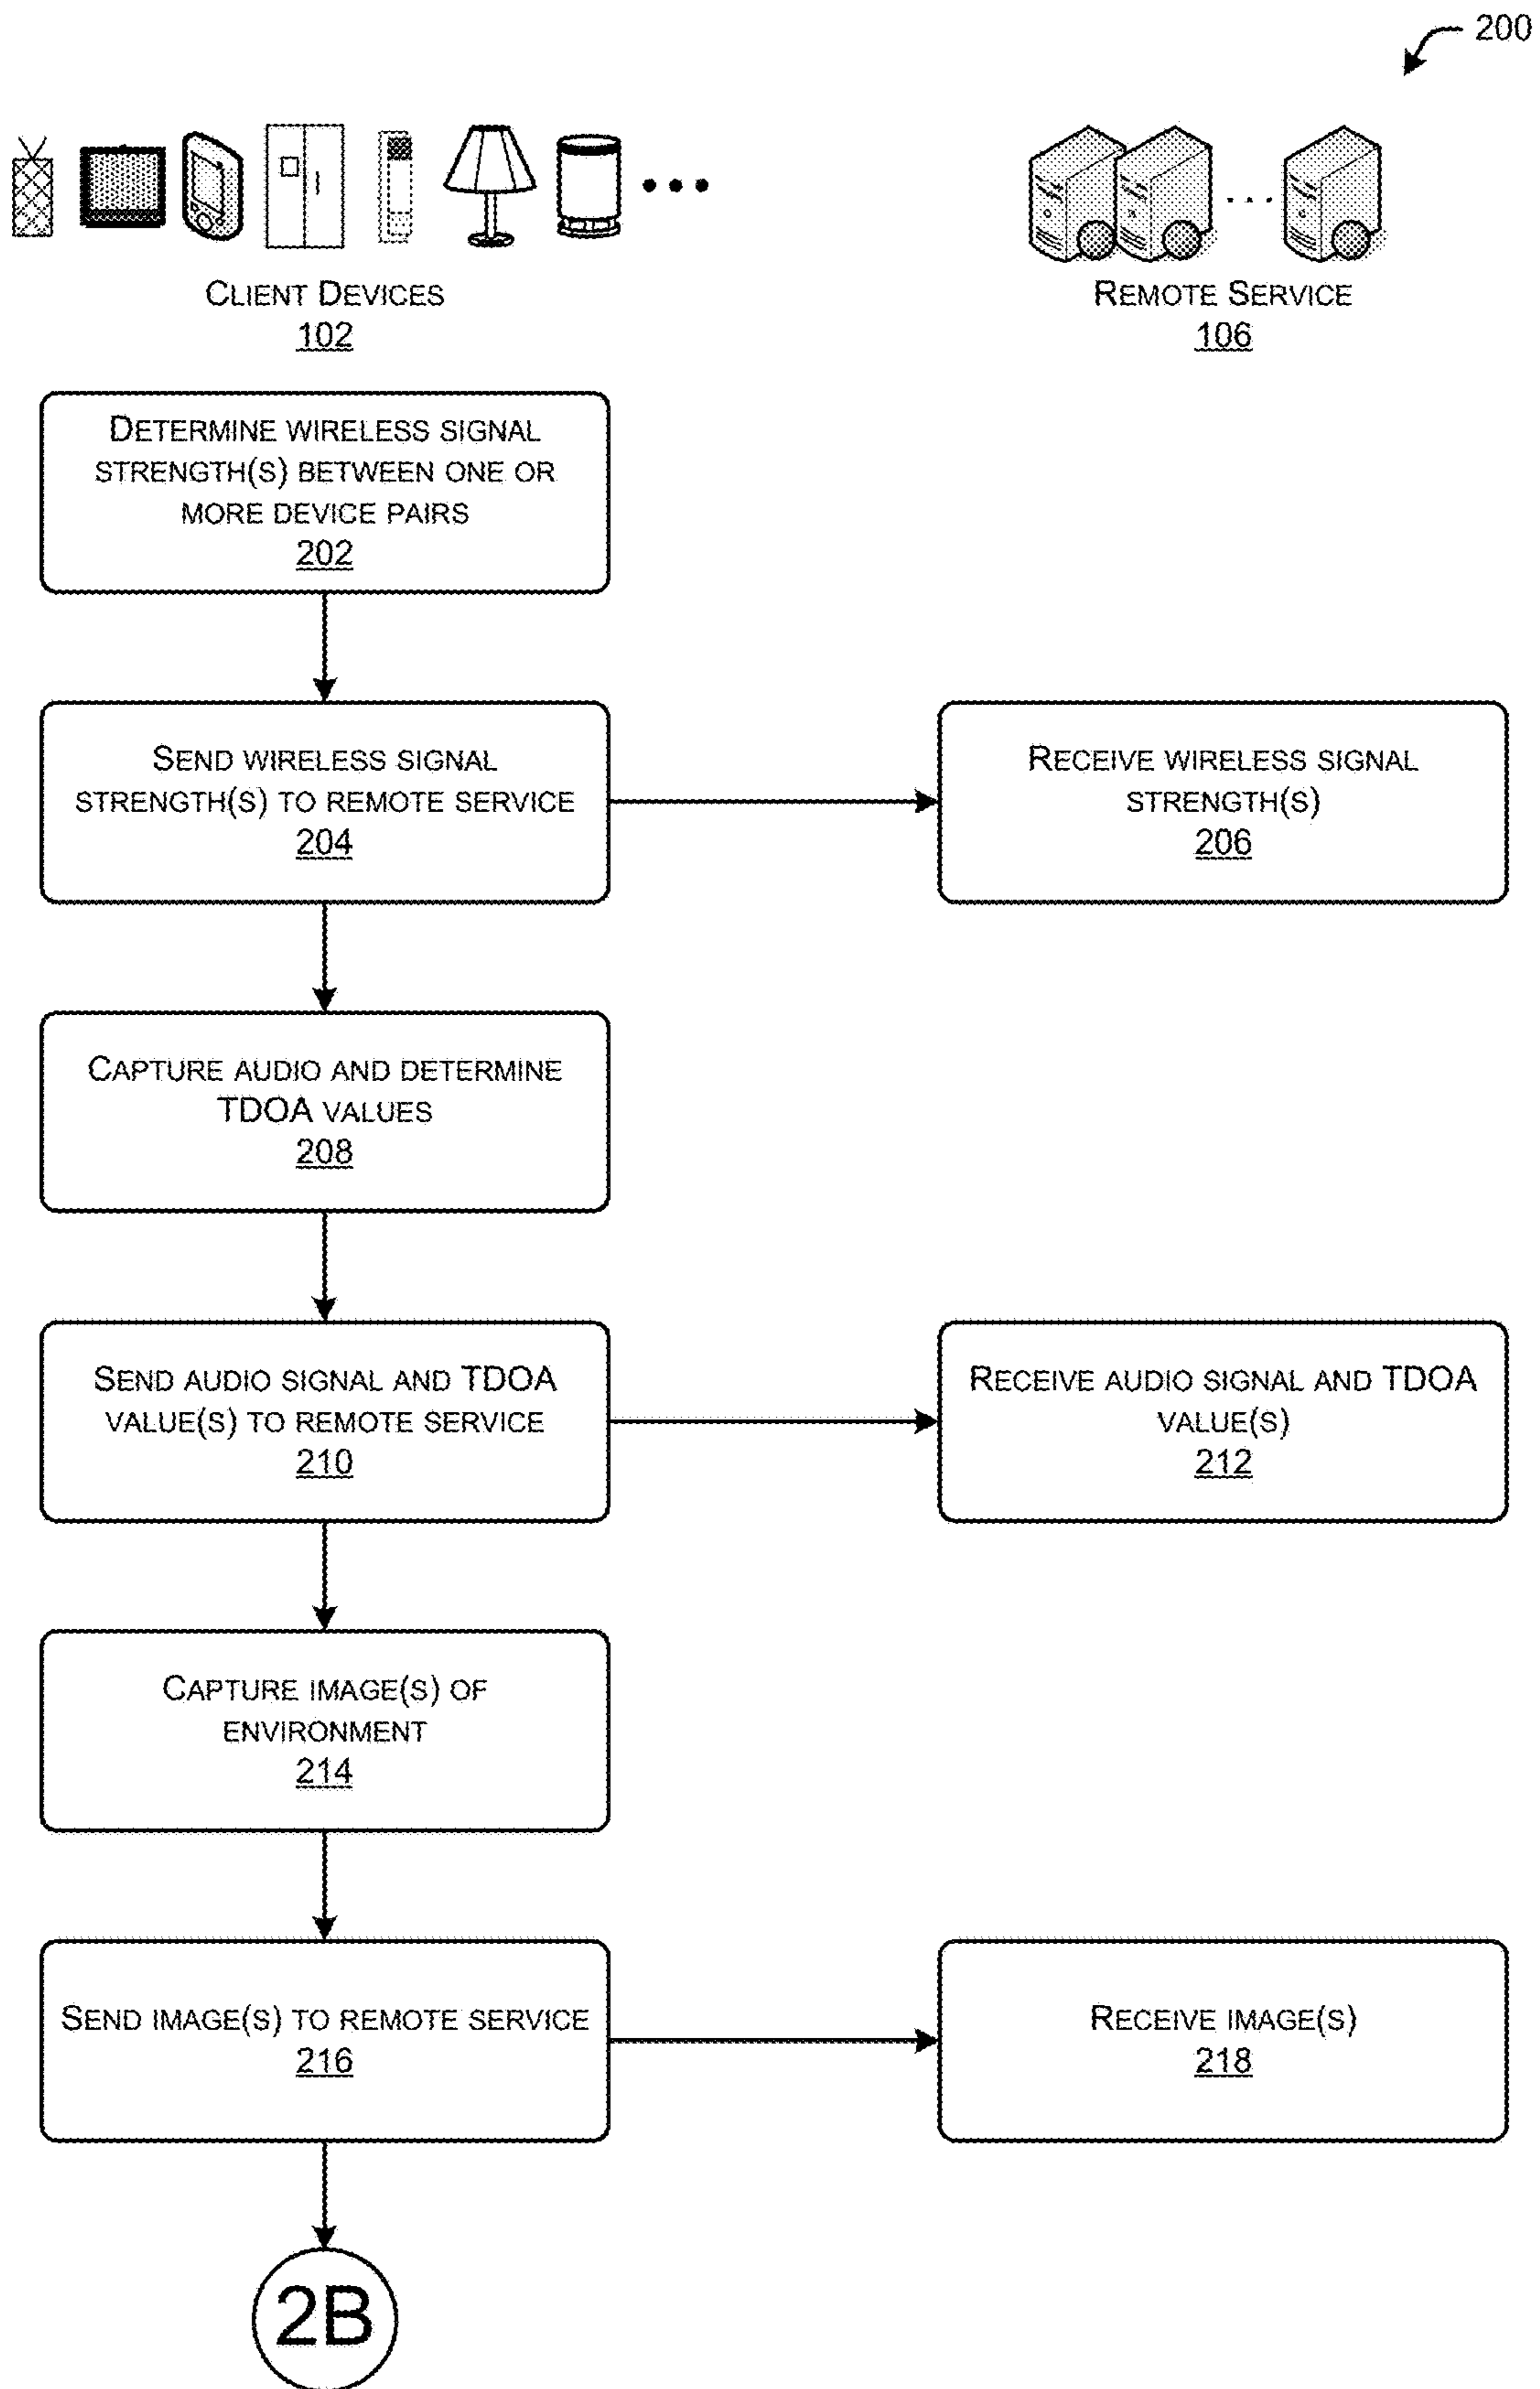 200
CLIENT DEVICES
102
REMOTE SERVICE
106
DETERMINE WIRELESS SIGNAL
STRENGTH(S) BETWEEN ONE OR
MORE DEVICE PAIRS
202
SEND WIRELESS SIGNAL
STRENGTH(S) TO REMOTE SERVICE
204
RECEIVE WIRELESS SIGNAL
STRENGTH(S)
206
CAPTURE AUDIO AND DETERMINE
TDOA VALUES
208
SEND AUDIO SIGNAL AND TDOA
VALUE(S) TO REMOTE SERVICE
210
RECEIVE AUDIO SIGNAL AND TDOA
VALUE(S)
212
CAPTURE IMAGE(S) OF
ENVIRONMENT
214
SEND IMAGE(S) TO REMOTE SERVICE
216
RECEIVE IMAGE(S)
218
2B